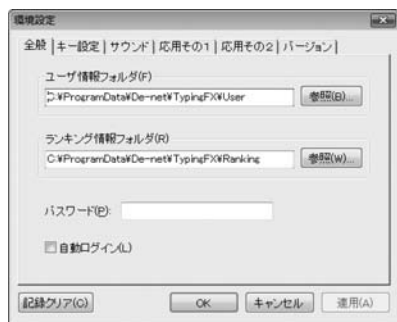 環境設定
全般 | キー設定 | サウンド | 応用その1 | 応用その2 | バージョン |
ユーザ情報フォルダ(F)
C:¥ProgramData¥De-net¥TypingFX¥User 参照(B)...
ランキング情報フォルダ(R)
C:¥ProgramData¥De-net¥TypingFX¥Ranking 参照(W)...
パスワード(P):
自動ログイン(L)
記録クリア(C) OK キャンセル 適用(A)